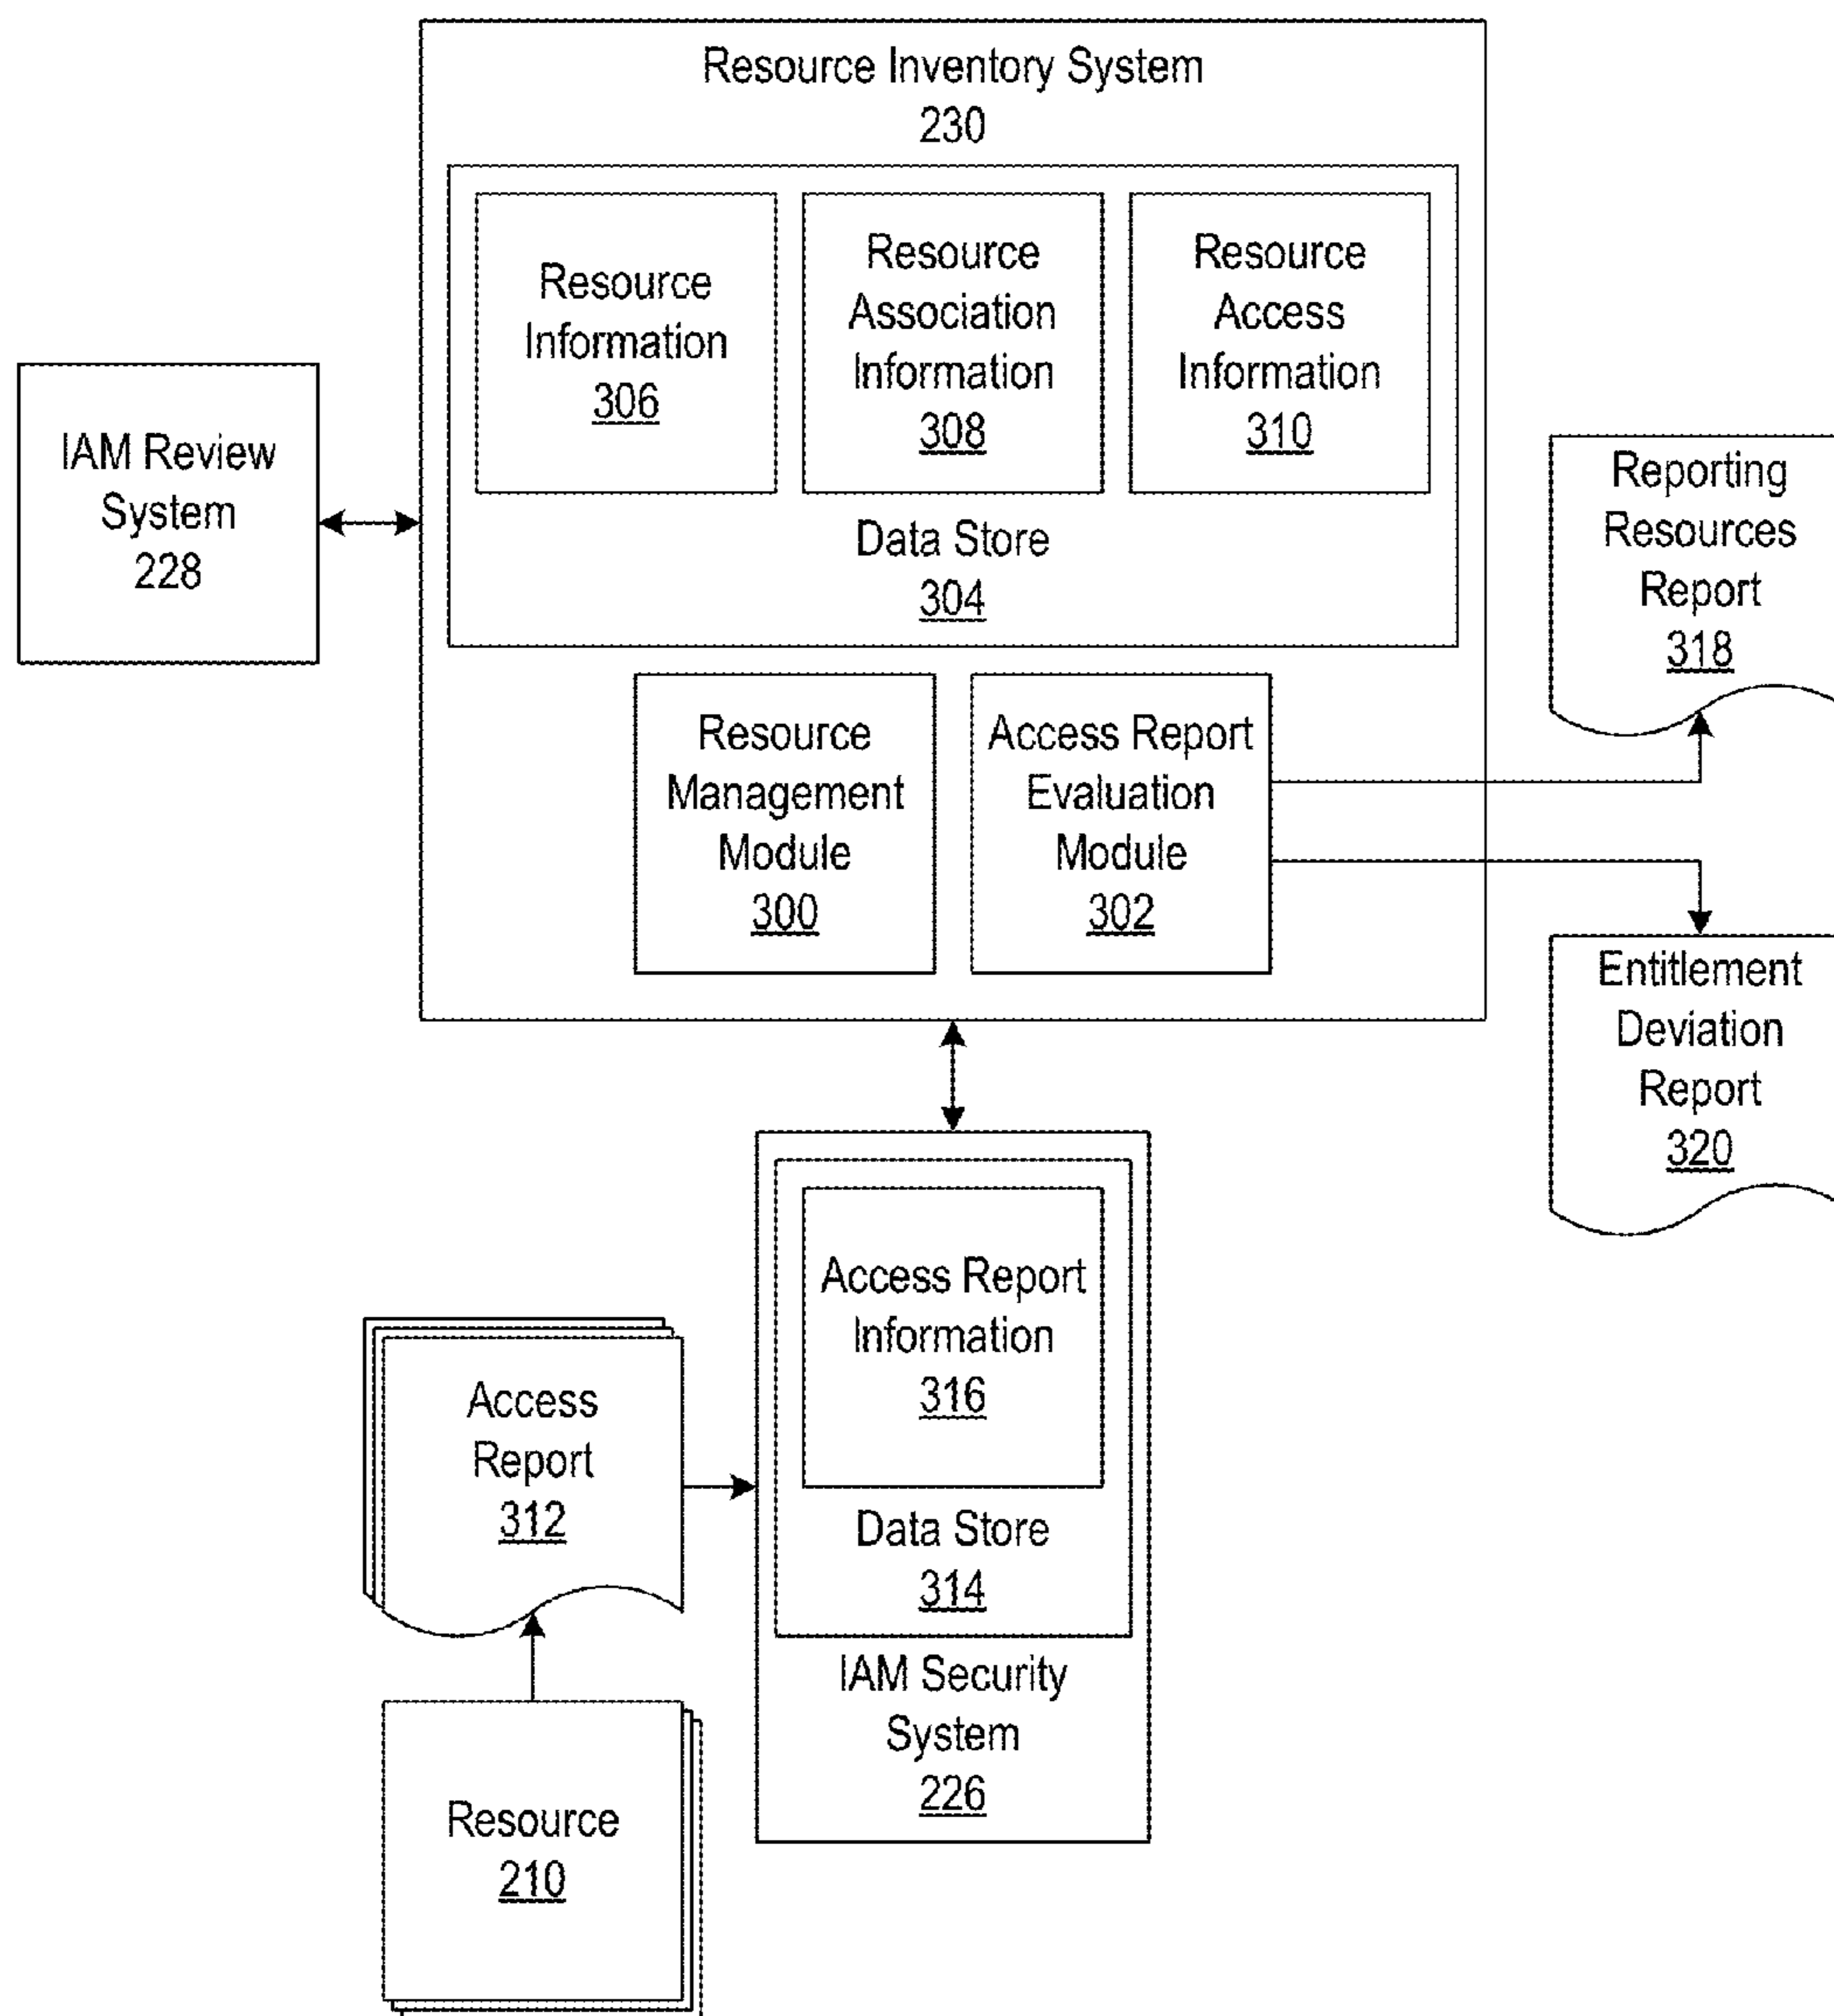 Resource Inventory System
230
Resource
Information
306
Resource
Association
Information
308
Resource
Access
Information
310
Data Store
304
IAM Review
System
228
Resource
Management
Module
300
Access Report
Evaluation
Module
302
Reporting
Resources
Report
318
Entitlement
Deviation
Report
320
Access Report
Information
316
Data Store
314
IAM Security
System
226
Access
Report
312
Resource
210